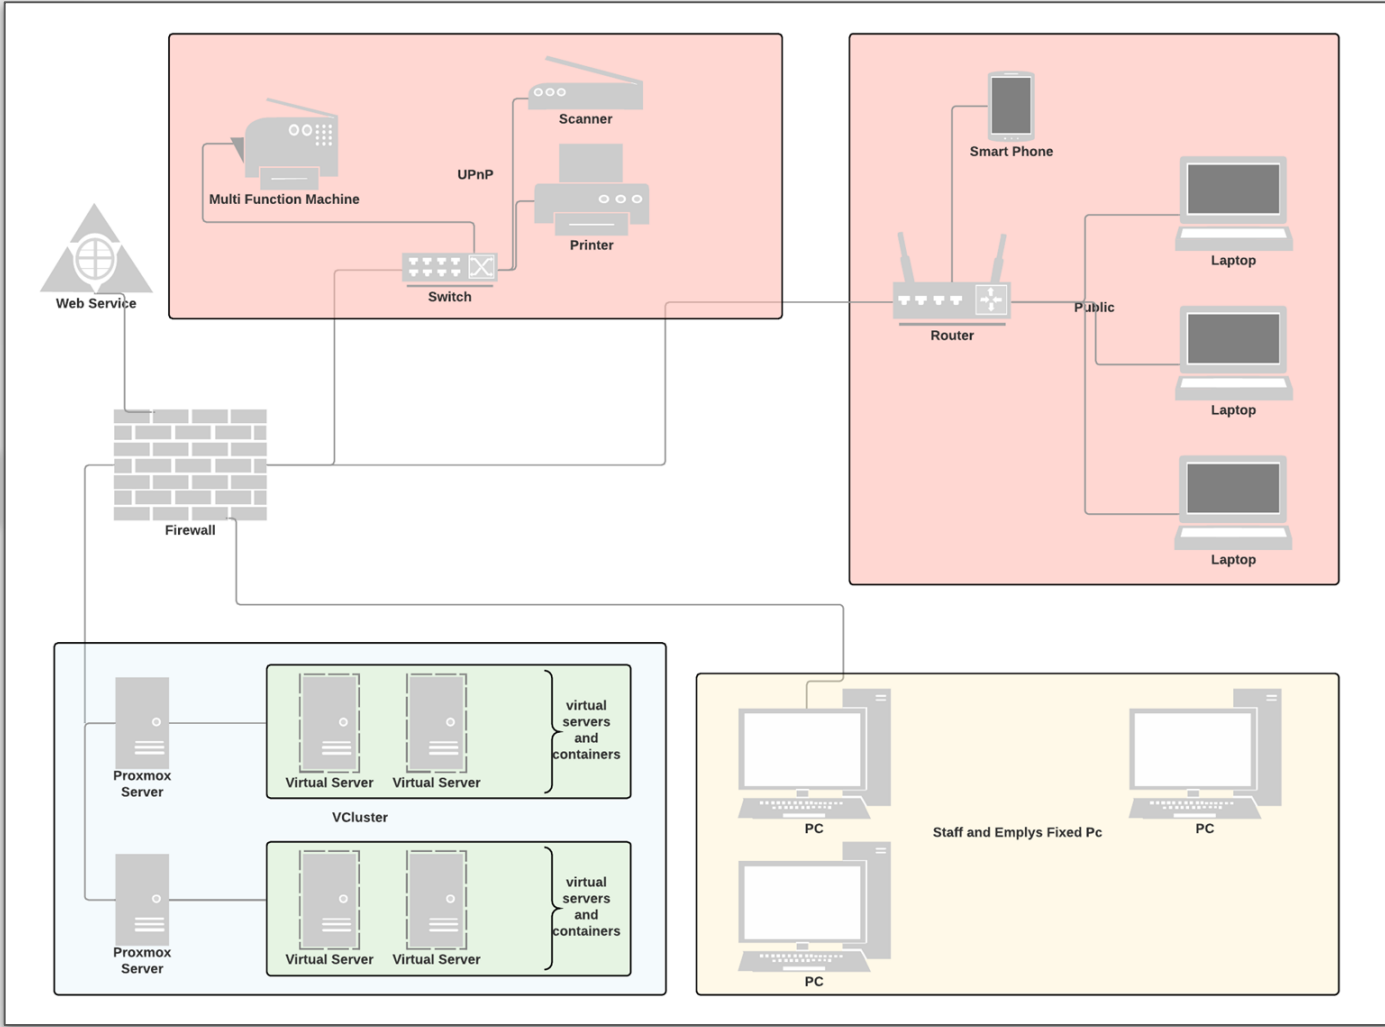 Scanner
UPnP
Multi Function Machine
Printer
Switch
Smart Phone
Laptop
Public
Router
Laptop
Laptop
Web Service
Firewall
virtual
servers
and
containers
Virtual Server
Virtual Server
Proxmox
Server
VCluster
virtual
servers
and
containers
Virtual Server
Virtual Server
Proxmox
Server
PC
Staff and Emplys Fixed Pc
PC
PC